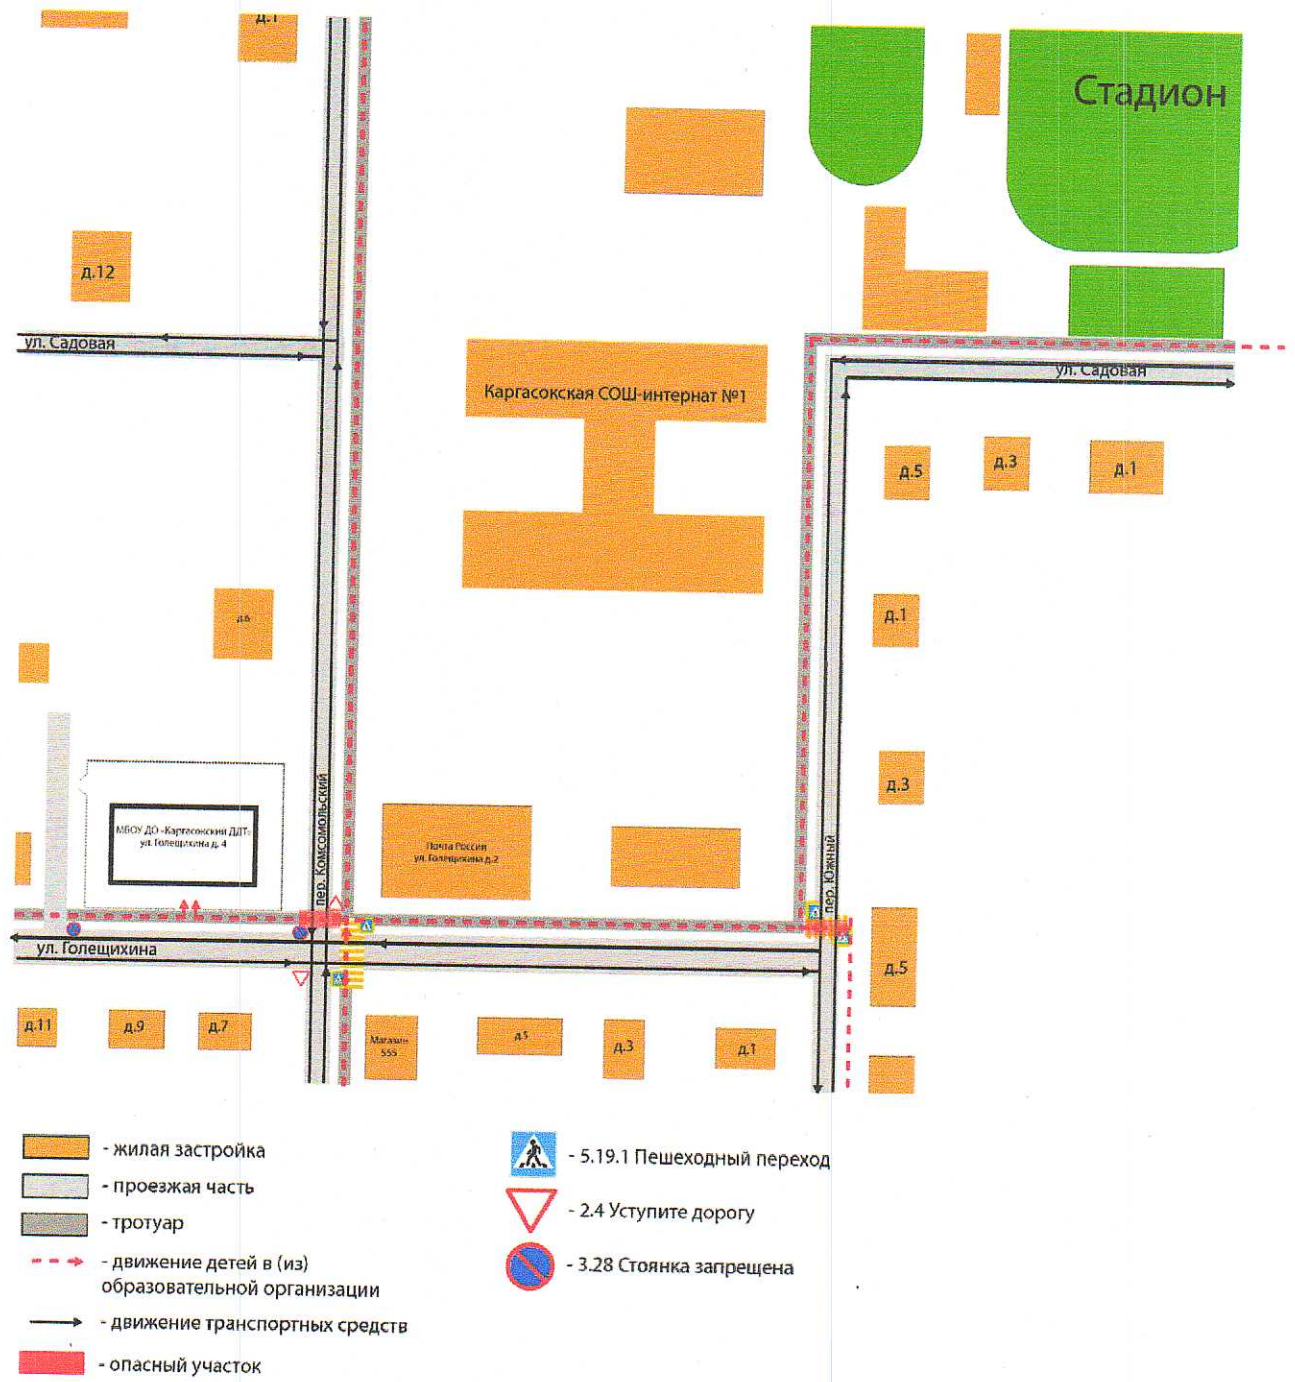 д.1
Стадион
д.12
ул. Садовая
ул. Садовая
Каргасокская СОШ-интернат №1
д.5
д.3
д.1
д.6
д.1
д.3
МБОУ ДО «Каргасокский ДДТ»
ул. Голещихина д. 4
пер. Комсомольский
Почта России
ул. Голещихина д.2
пер. Южный
ул. Голещихина
д.5
д.11
д.9
д.7
Магазин
555
д.5
д.3
д.1
- жилая застройка
- проезжая часть
- тротуар
- движение детей в (из)
образовательной организации
- движение транспортных средств
- опасный участок
- 5.19.1 Пешеходный переход
- 2.4 Уступите дорогу
- 3.28 Стоянка запрещена